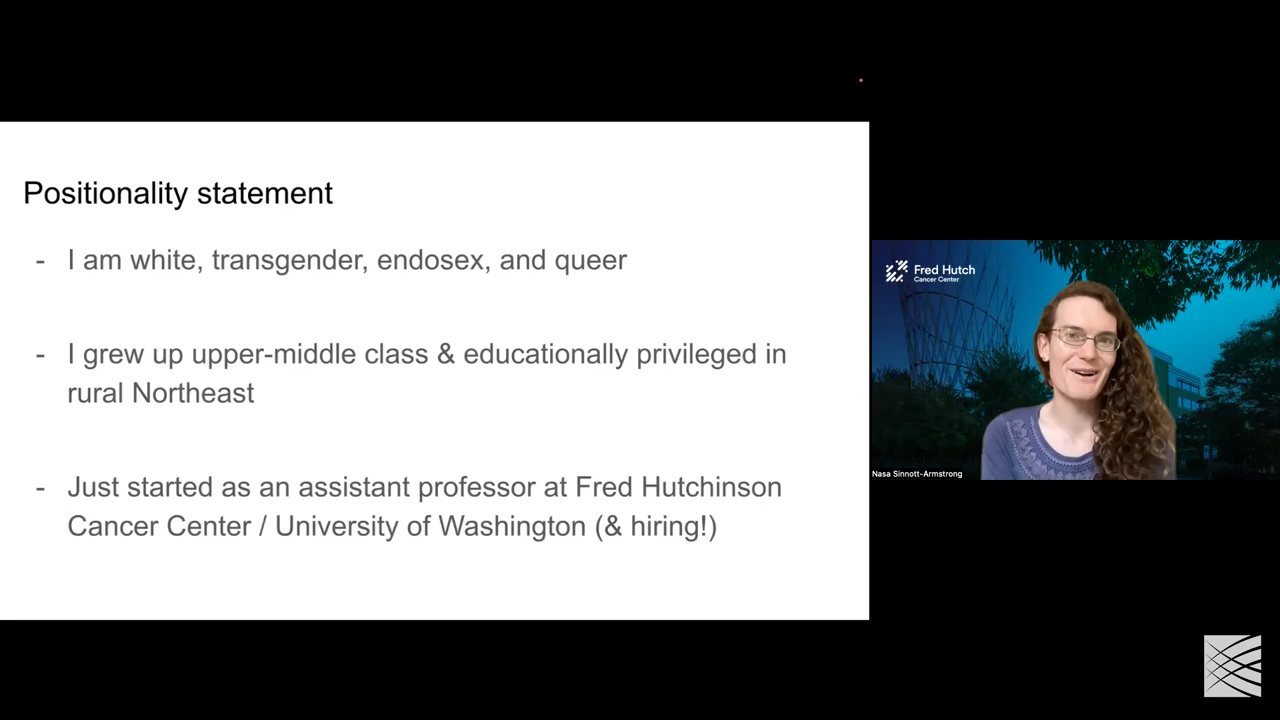 Positionality statement
- I am white, transgender, endosex, and queer
- I grew up upper-middle class & educationally privileged in
rural Northeast
- Just started as an assistant professor at Fred Hutchinson
Cancer Center / University of Washington (& hiring!)
Fred Hutch
Cancer Center
Nasa Sinnott-Armstrong